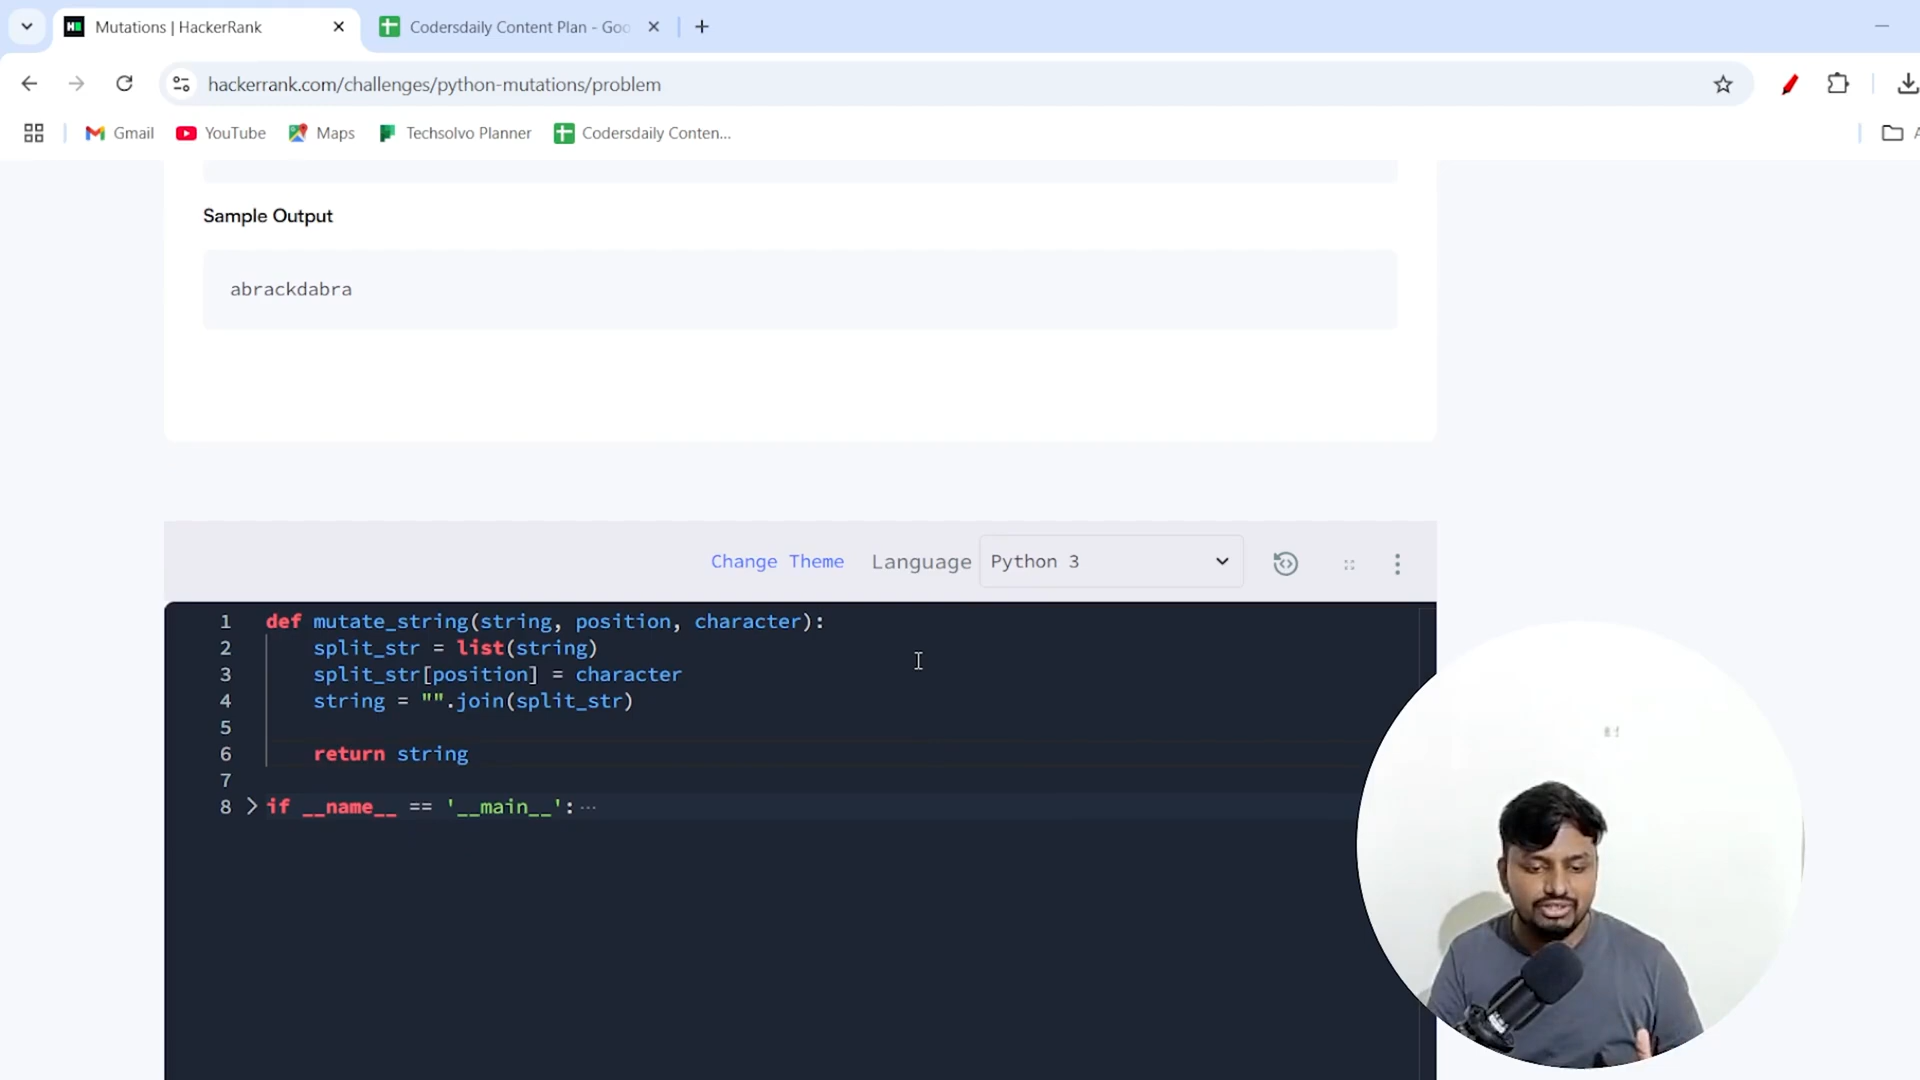 Mutations | HackerRank
Codersdaily Content Plan - Goo
hackerrank.com/challenges/python-mutations/problem
Gmail
YouTube
Maps
Techsolvo Planner
Codersdaily Conten...
Sample Output
abrackdabra
Change Theme
Language
Python 3
1 def mutate_string(string, position, character):
2 split_str = list(string)
3 split_str[position] = character
4 string = "".join(split_str)
5
6 return string
7
8 if __name__ == '__main__': ···